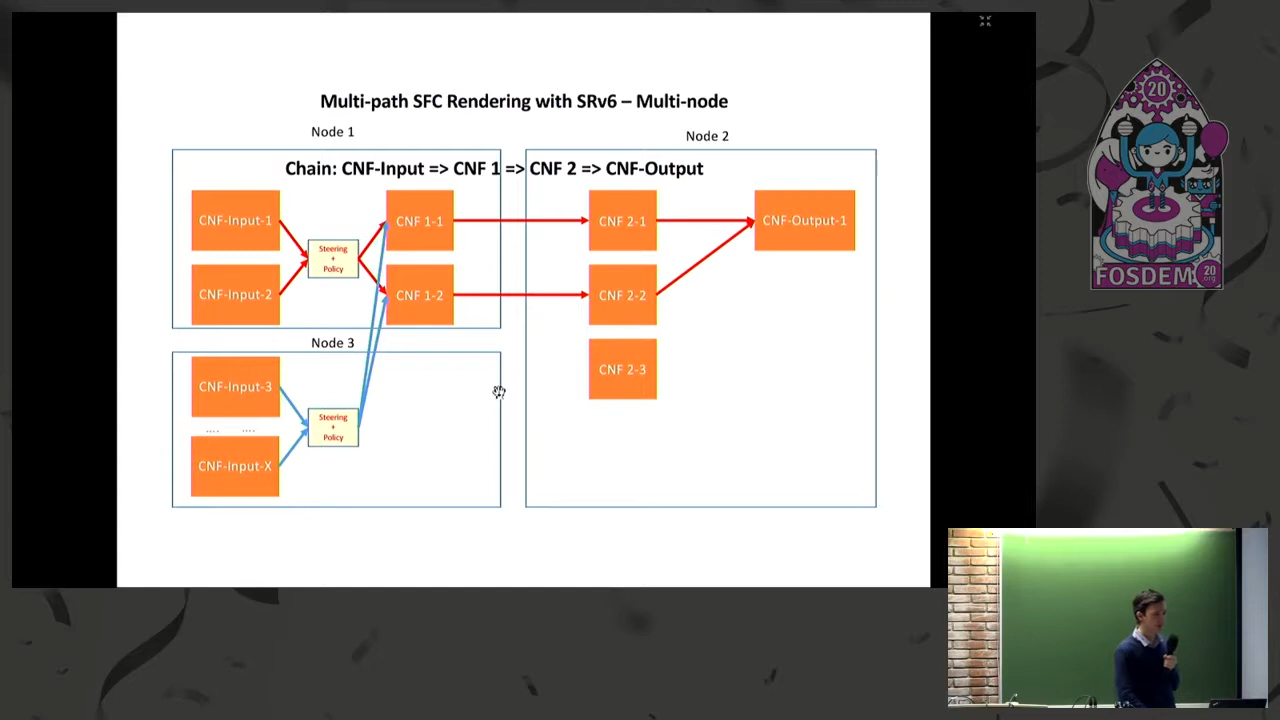 Multi-path SFC Rendering with SRv6 – Multi-node
Node 1
Node 2
Chain: CNF-Input => CNF 1 => CNF 2 => CNF-Output
CNF-Input-1
CNF 1-1
CNF 2-1
CNF-Output-1
Steering
+
Policy
CNF-Input-2
CNF 1-2
CNF 2-2
Node 3
CNF-Input-3
CNF 2-3
.... ....
Steering
+
Policy
CNF-Input-X
20
FOSDEM
20
.org